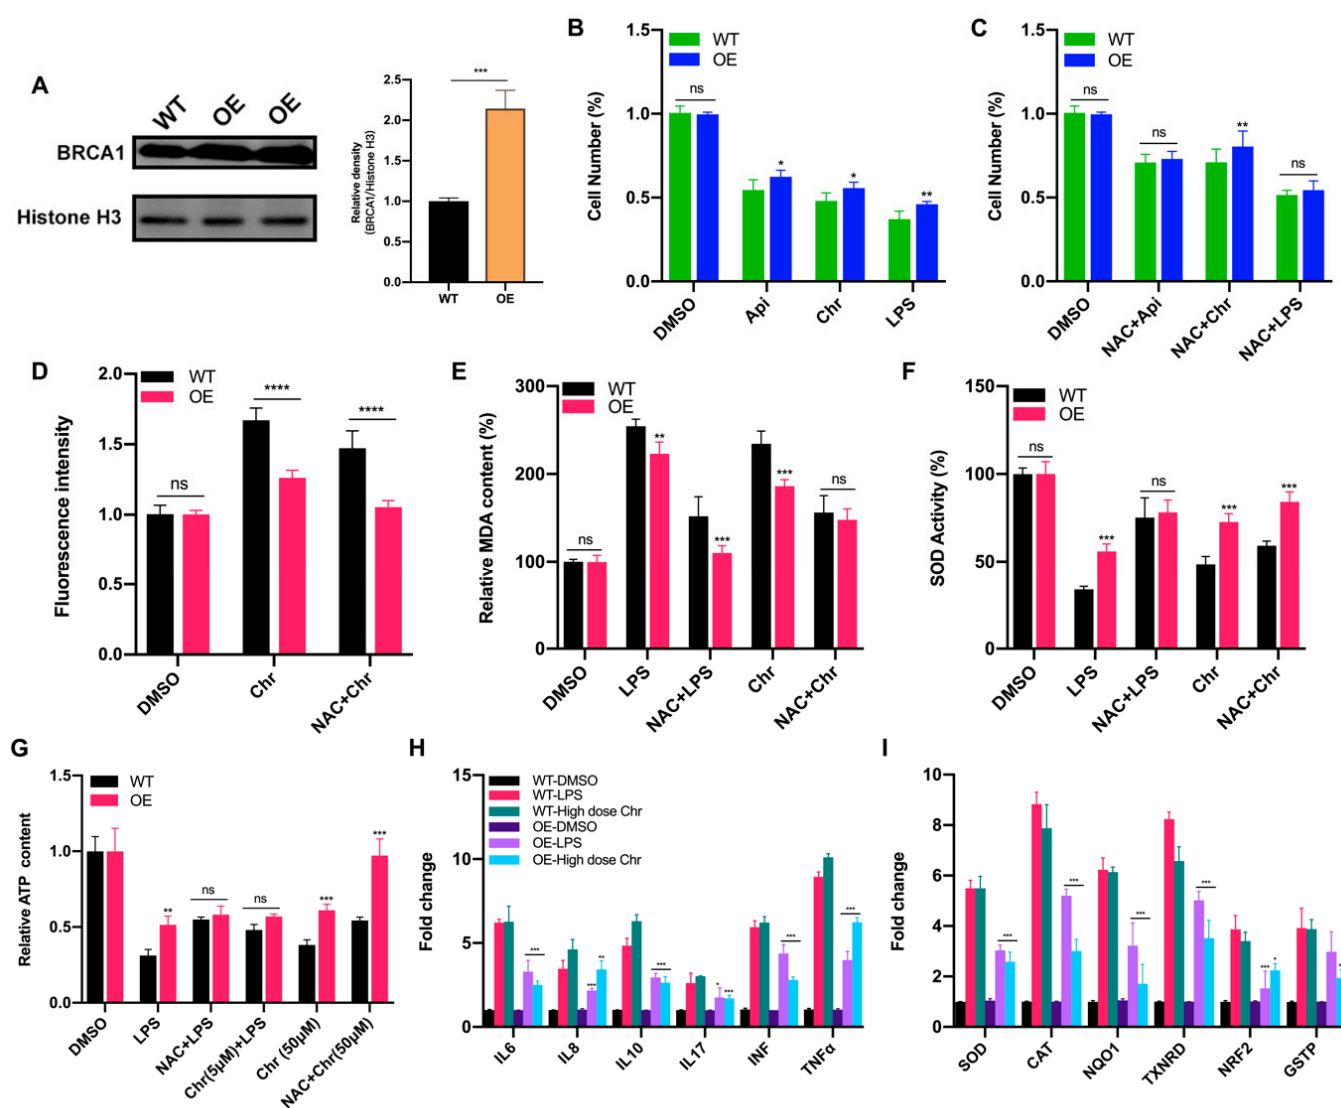 A
WT OE OE
BRCA1
Histone H3
***
2.5
2.0
1.5
1.0
0.5
0.0
Relative density
(BRCA1/Histone H3)
WT OE
B
WT
OE
1.5
1.0
0.5
0.0
Cell Number (%)
ns * * **
DMSO Api Chr LPS
C
WT
OE
1.5
1.0
0.5
0.0
Cell Number (%)
ns ns ** ns
DMSO NAC+Api NAC+Chr NAC+LPS
D
WT
OE
2.0
1.5
1.0
0.5
0.0
Fluorescence intensity
ns **** ****
DMSO Chr NAC+Chr
E
WT
OE
300
200
100
0
Relative MDA content (%)
ns ** *** *** ns
DMSO LPS NAC+LPS Chr NAC+Chr
F
WT
OE
150
100
50
0
SOD Activity (%)
ns *** ns *** ***
DMSO LPS NAC+LPS Chr NAC+Chr
G
WT
OE
1.5
1.0
0.5
0.0
Relative ATP content
** ns ns *** ***
DMSO LPS NAC+LPS Chr(5μM)+LPS Chr (50μM) NAC+Chr(50μM)
H
WT-DMSO
WT-LPS
WT-High dose Chr
OE-DMSO
OE-LPS
OE-High dose Chr
15
10
5
0
Fold change
*** *** ** *** * *** *** ***
IL6 IL8 IL10 IL17 INF TNFα
I
10
8
6
4
2
0
Fold change
*** *** *** *** *** * *
SOD CAT NQO1 TXNRD NRF2 GSTP